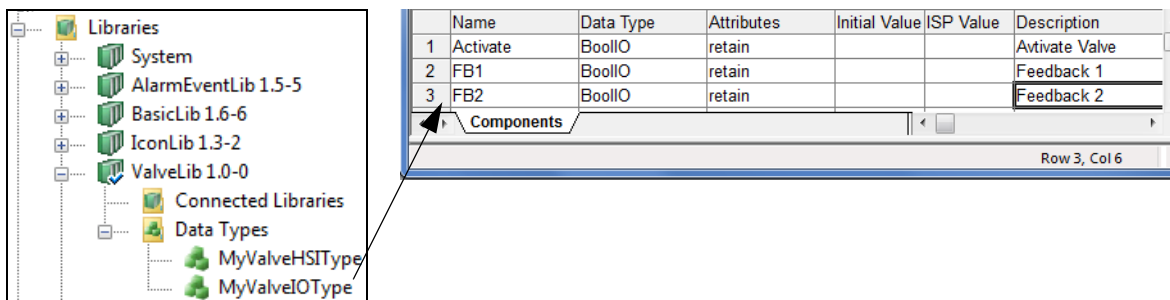 Libraries
System
AlarmEventLib 1.5-5
BasicLib 1.6-6
IconLib 1.3-2
ValveLib 1.0-0
Connected Libraries
Data Types
MyValveHSIType
MyValveIOType
Name Data Type Attributes Initial Value ISP Value Description
1 Activate BoolIO retain Avtivate Valve
2 FB1 BoolIO retain Feedback 1
3 FB2 BoolIO retain Feedback 2
Components
Row 3, Col 6